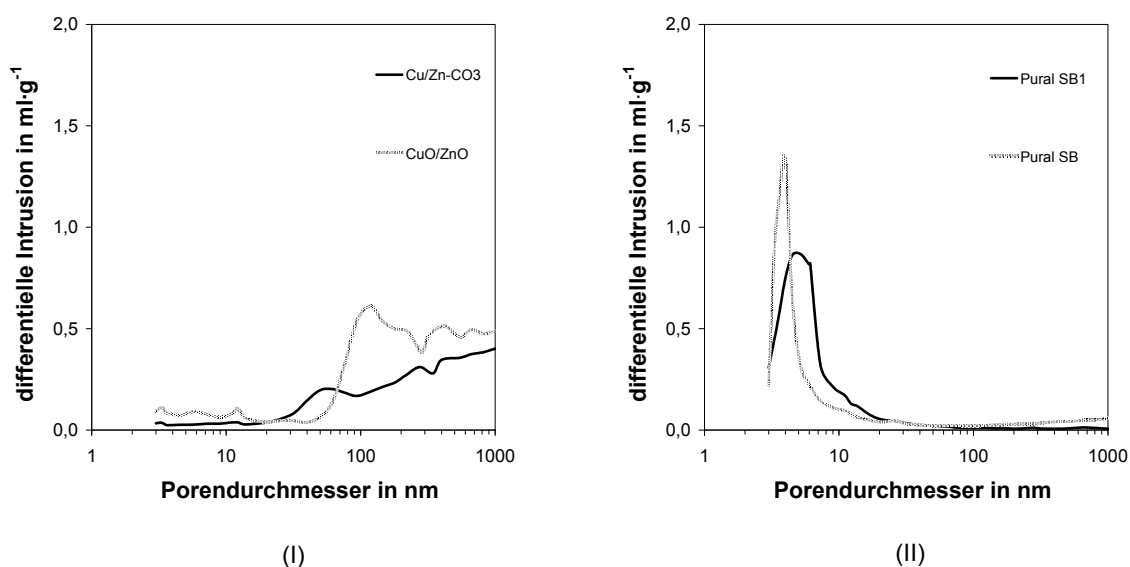 2,0
1,5
1,0
0,5
0,0
1
10
100
1000
differentielle Intrusion in ml·g⁻¹
Porendurchmesser in nm
Cu/Zn-CO3
CuO/ZnO
(I)
2,0
1,5
1,0
0,5
0,0
1
10
100
1000
differentielle Intrusion in ml·g⁻¹
Porendurchmesser in nm
Pural SB1
Pural SB
(II)